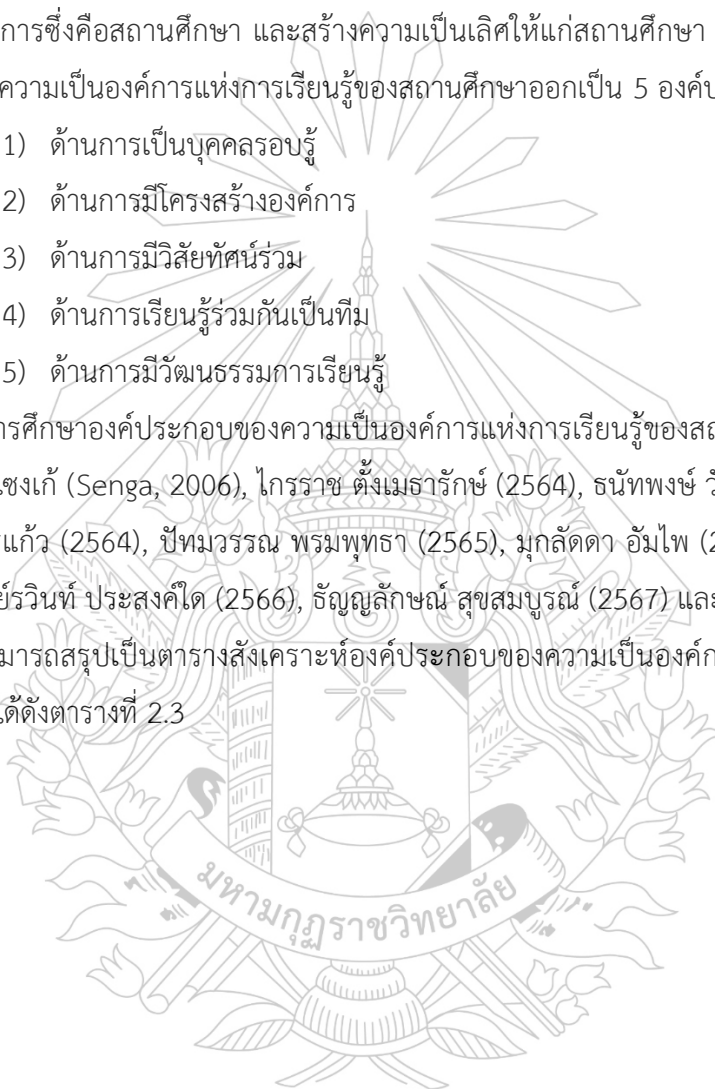 การซึ่งคือสถานศึกษา และสร้างความเป็นเลิศให้แก่สถานศึกษา
ความเป็นองค์การแห่งการเรียนรู้ของสถานศึกษาออกเป็น 5 องค์
1) ด้านการเป็นบุคคลรอบรู้
2) ด้านการมีโครงสร้างองค์การ
3) ด้านการมีวิสัยทัศน์ร่วม
4) ด้านการเรียนรู้ร่วมกันเป็นทีม
5) ด้านการมีวัฒนธรรมการเรียนรู้
ารศึกษาองค์ประกอบของความเป็นองค์การแห่งการเรียนรู้ของ
เซงเก้ (Senga, 2006), ไกรราช ตั้งเมธารักษ์ (2564), ธนัทพงษ์
แก้ว (2564), ปัทมวรรณ พรมพุทธา (2565), มุกลัดดา อัมไพ
ย์รวินท์ ประสงค์ใด (2566), ธัญญลักษณ์ สุขสมบูรณ์ (2567) และ
มารถสรุปเป็นตารางสังเคราะห์องค์ประกอบของความเป็นองค์ก
ได้ดังตารางที่ 2.3
มหามกุฏราชวิทยาลัย